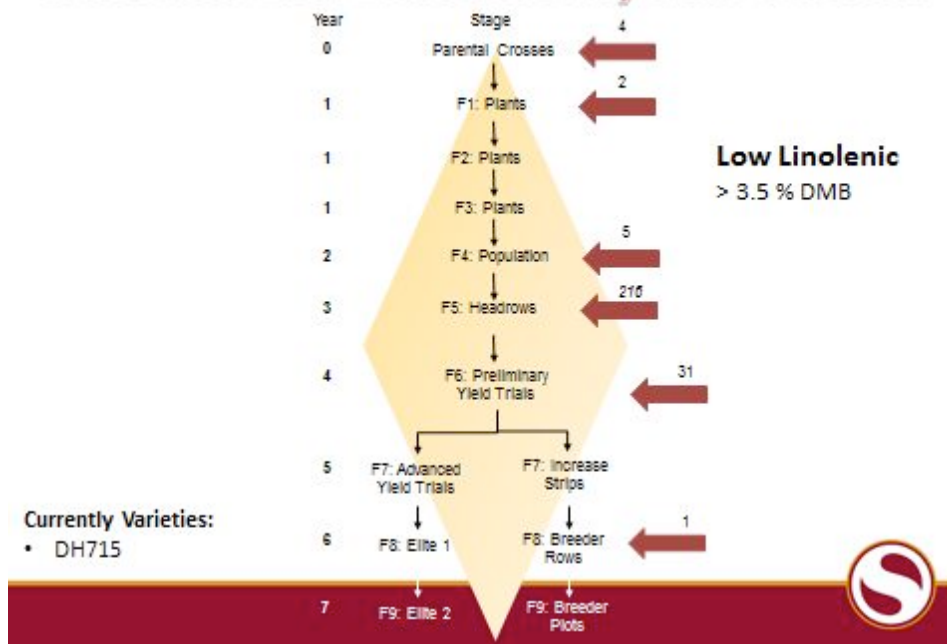 Year Stage 4
0 Parental Crosses
2
1 F1: Plants
1 F2: Plants
Low Linolenic
> 3.5 % DMB
1 F3: Plants
5
2 F4: Population
216
3 F5: Headrows
4 F6: Preliminary
Yield Trials
31
5 F7: Advanced
Yield Trials
F7: Increase
Strips
Currently Varieties:
• DH715
1
6 F8: Elite 1
F8: Breeder
Rows
7 F9: Elite 2
F9: Breeder
Plots
S